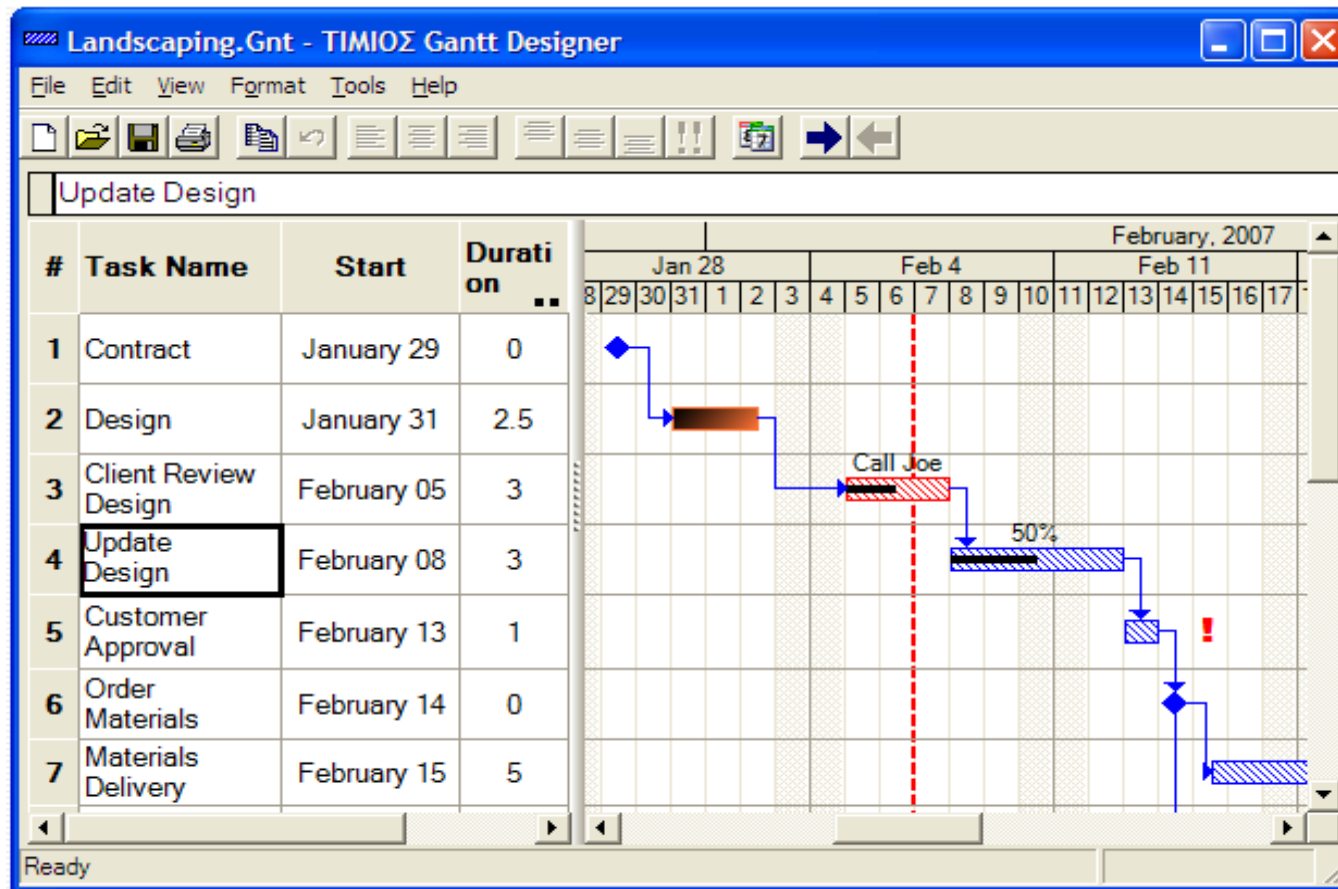 Landscaping.Gnt - ΤΙΜΙΟΣ Gantt Designer
File Edit View Format Tools Help
Update Design
# Task Name Start Durati
on ..
February, 2007
Jan 28 Feb 4 Feb 11
8 29 30 31 1 2 3 4 5 6 7 8 9 10 11 12 13 14 15 16 17
1 Contract January 29 0
2 Design January 31 2.5
3 Client Review
Design February 05 3
Call Joe
4 Update
Design February 08 3
50%
5 Customer
Approval February 13 1
!
6 Order
Materials February 14 0
7 Materials
Delivery February 15 5
Ready